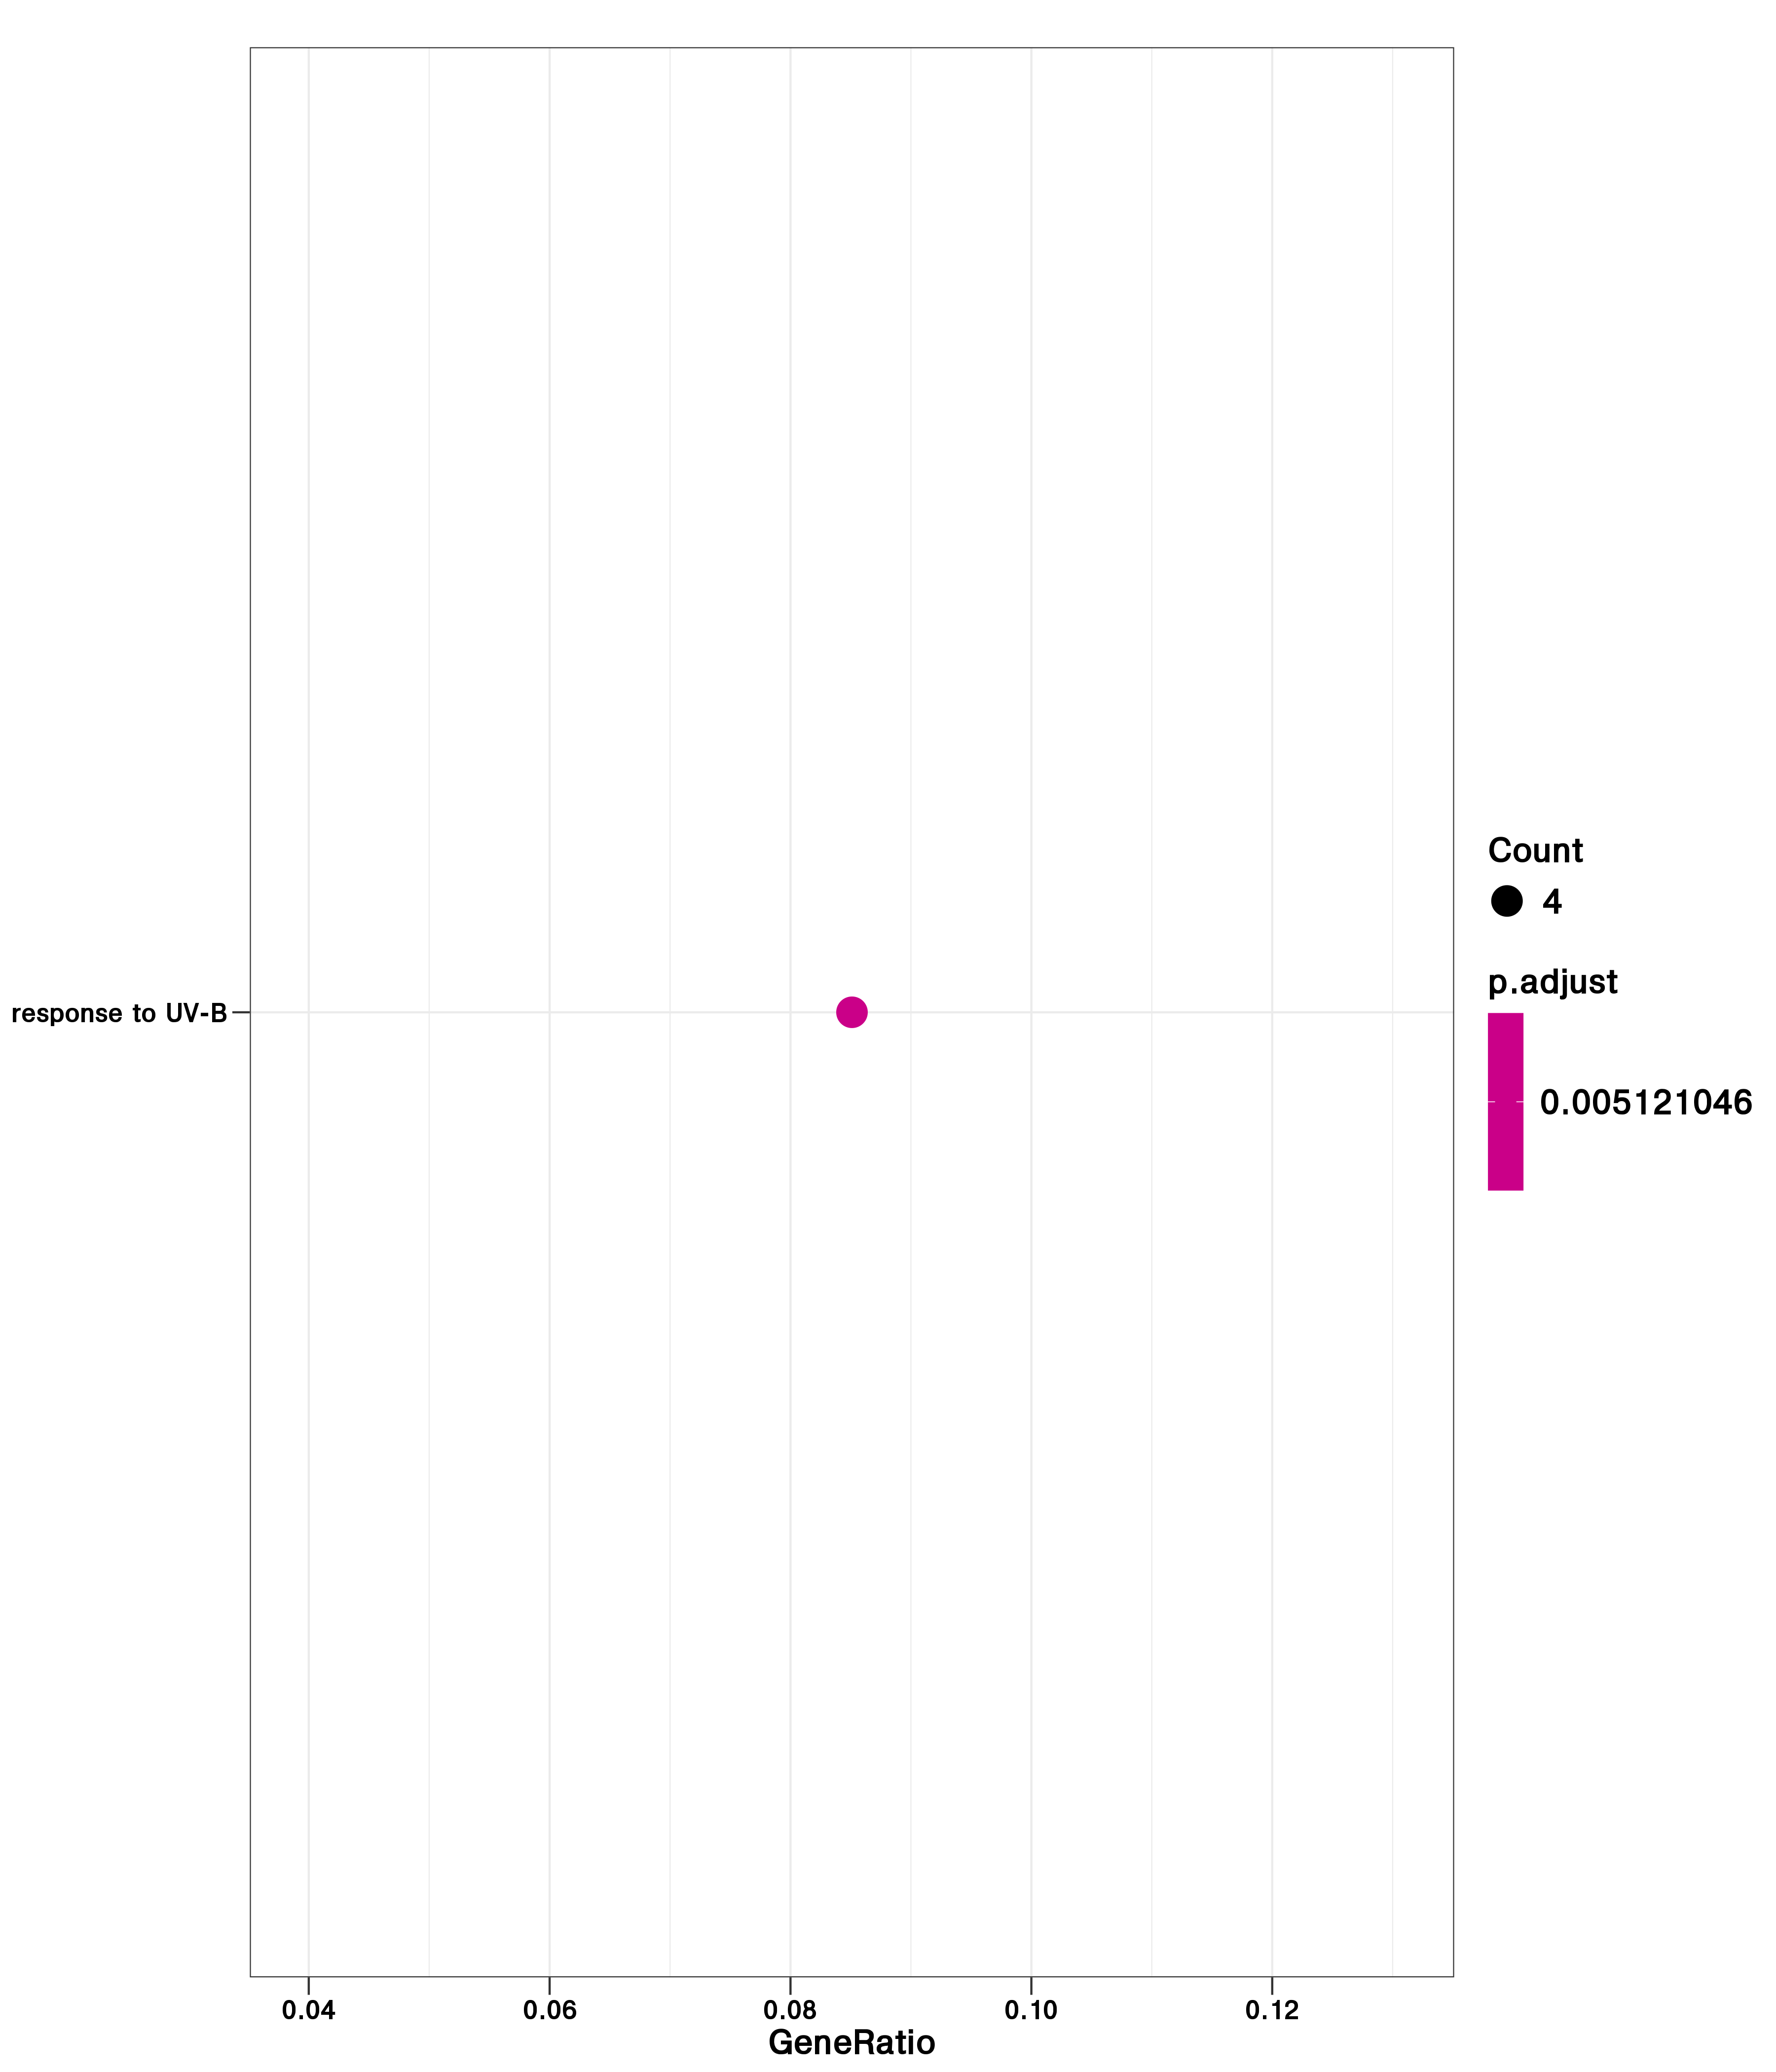 response to UV-B
0.04 0.06 0.08 0.10 0.12
GeneRatio
Count
4
p.adjust
0.005121046